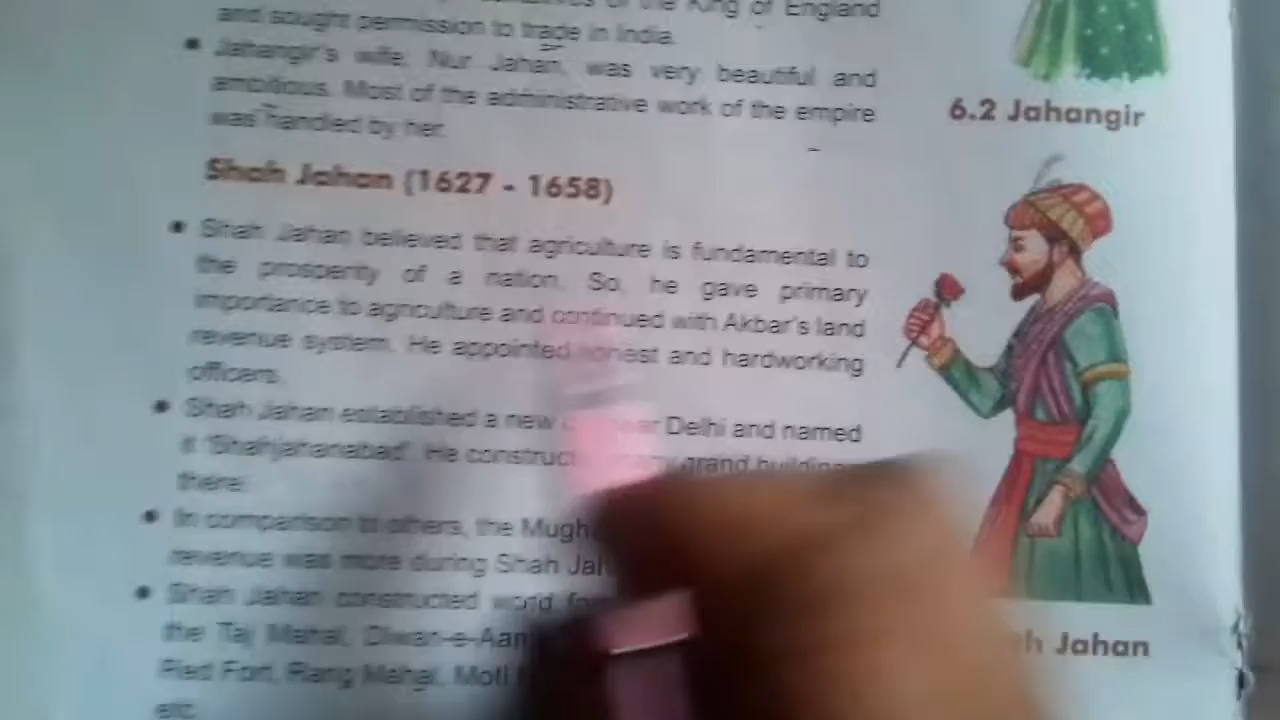 the King of England
and sought permission to trade in India.
• Jahangir's wife, Nur Jahan, was very beautiful and
ambitious. Most of the administrative work of the empire
was handled by her.
6.2 Jahangir
Shah Jahan (1627 - 1658)
• Shah Jahan believed that agriculture is fundamental to
the prosperity of a nation. So, he gave primary
importance to agriculture and continued with Akbar's land
revenue system. He appointed honest and hardworking
officers.
• Shah Jahan established a new Delhi and named
it 'Shahjahanabad'. He grand
there.
• In comparison to others, the
revenue was more during Shah
• Shah Jahan constructed world
the Taj Mahal, Diwan-e-Aam
Red Fort, Rang Mahal, Moti
etc.
Jahan